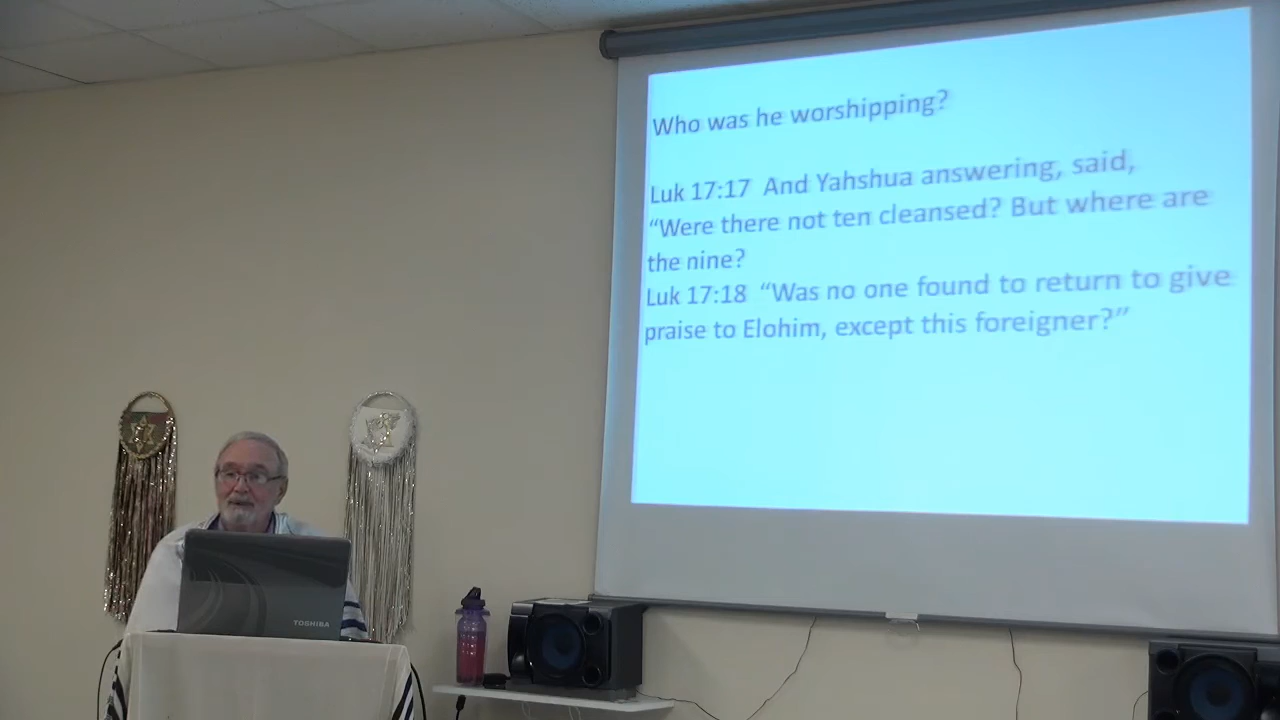 Who was he worshipping?
Luk 17:17 And Yahshua answering, said,
“Were there not ten cleansed? But where are
the nine?
Luk 17:18 “Was no one found to return to give
praise to Elohim, except this foreigner?”
TOSHIBA